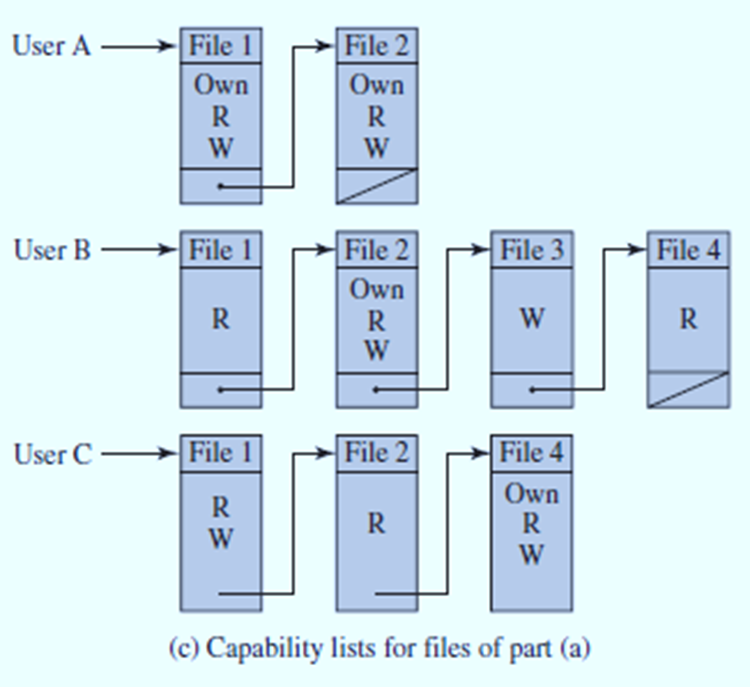 User A File 1 File 2
Own Own
R R
W W
User B File 1 File 2 File 3 File 4
R
Own
R
W
W
R
User C File 1 File 2 File 4
R
W
R
Own
R
W
(c) Capability lists for files of part (a)